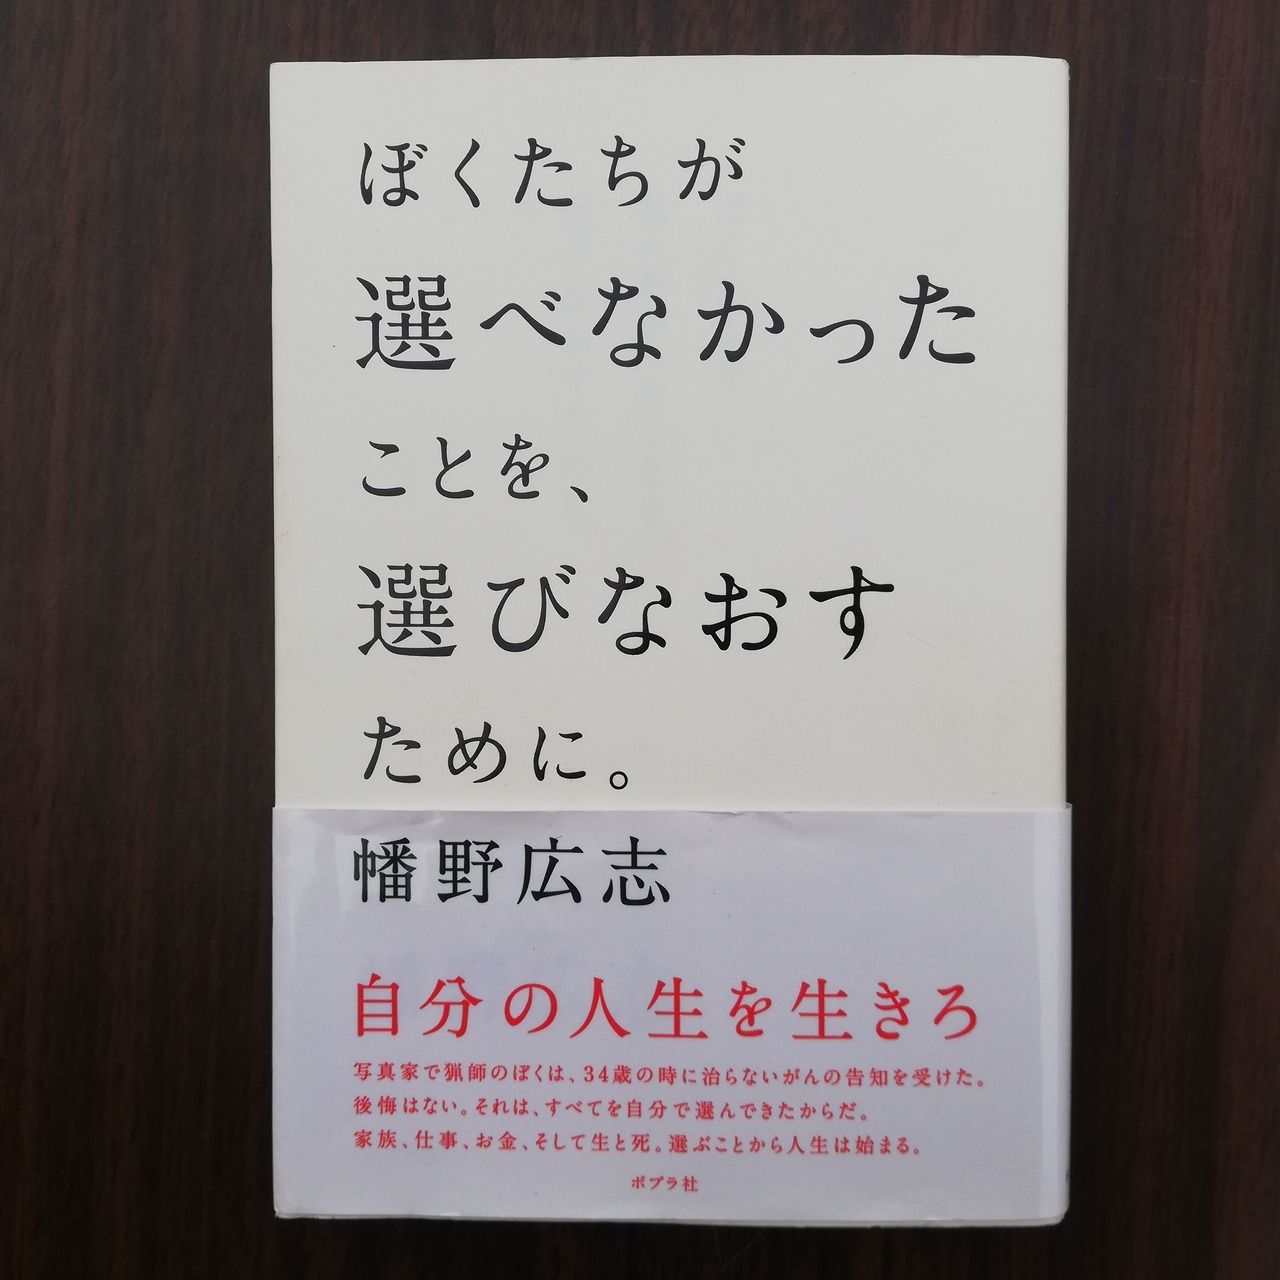 ぼくたちが
選べなかった
ことを、
選びなおす
ために。
幡野広志
自分の人生を生きろ
写真家で猟師のぼくは、34歳の時に治らないがんの告知を受けた。
後悔はない。それは、すべてを自分で選んできたからだ。
家族、仕事、お金、そして生と死。選ぶことから人生は始まる。
ポプラ社